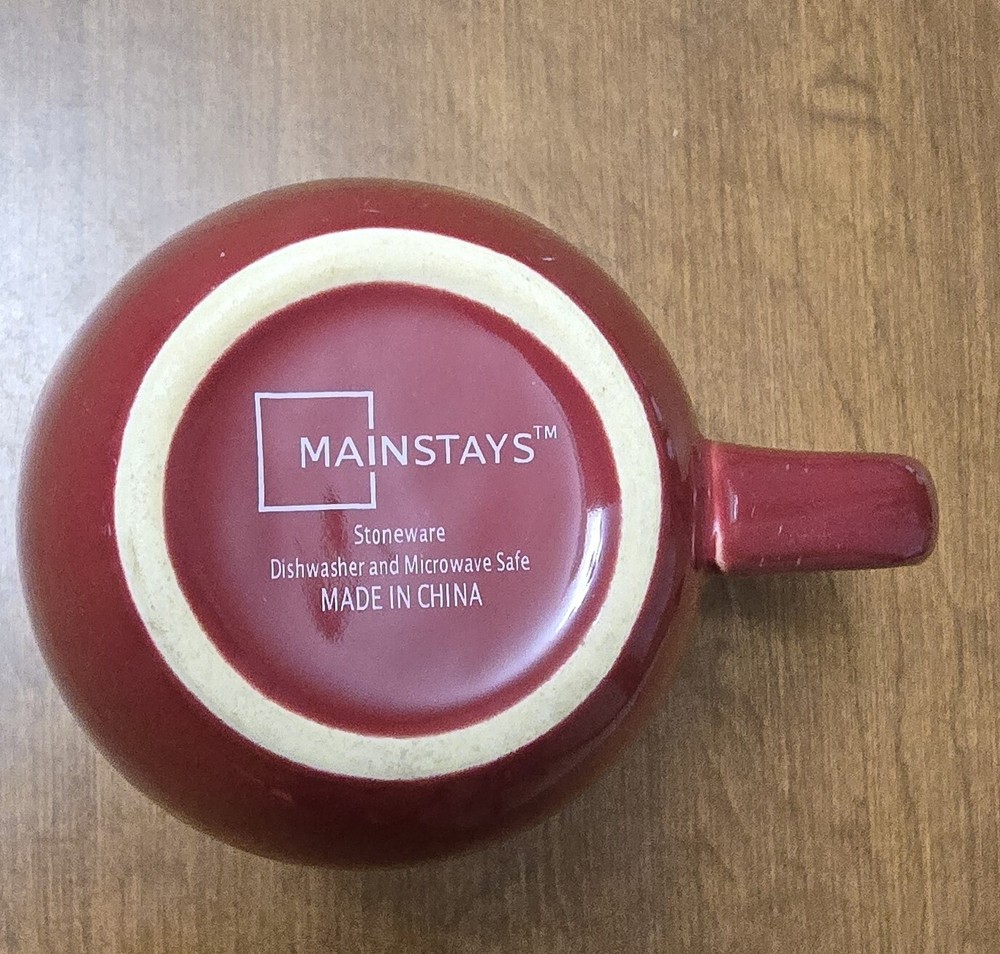 MAINSTAYS™
Stoneware
Dishwasher and Microwave Safe
MADE IN CHINA